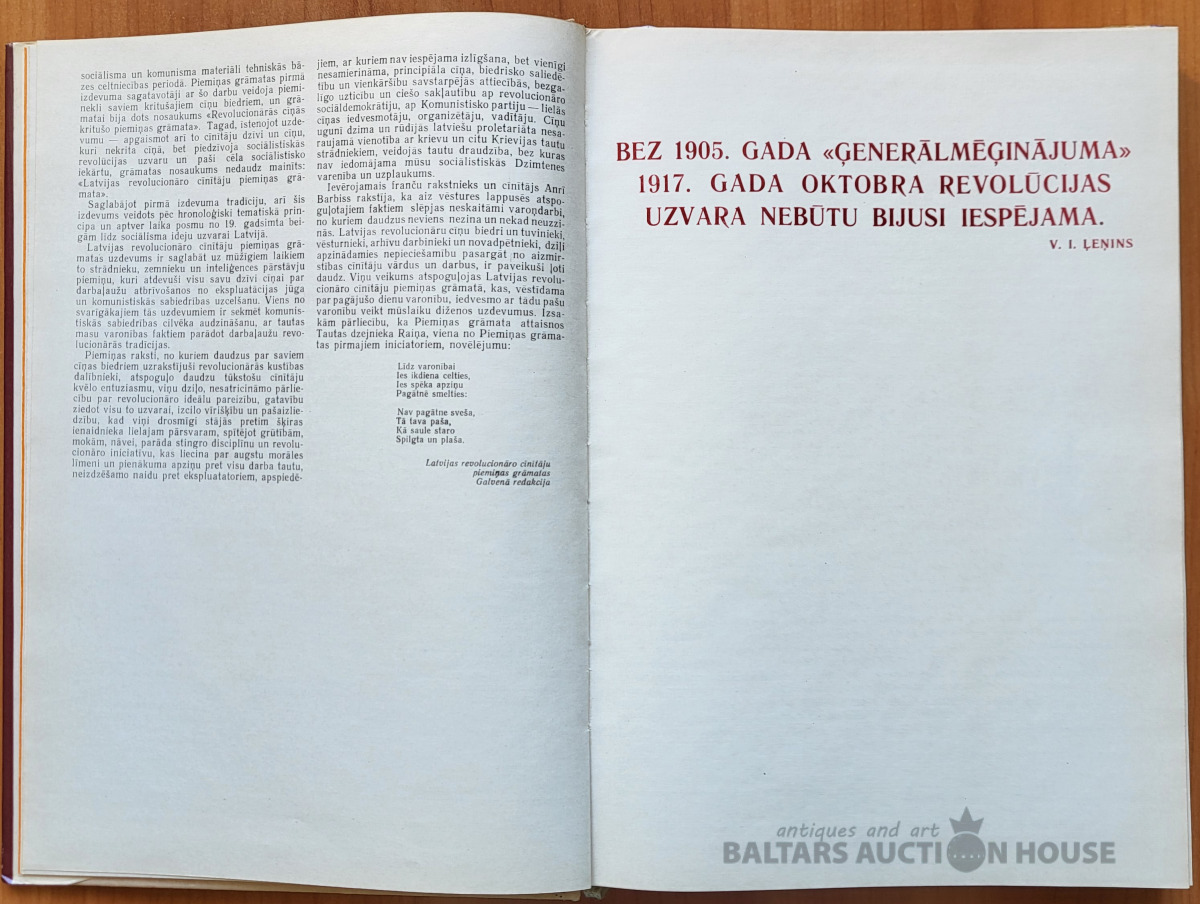 sociālisma un komunisma materiāli tehniskās bā-
zes celtniecības periodā. Piemiņas grāmatas pirmā
izdevuma sagatavotāji ar šo darbu veidoja piemi-
nekli saviem kritušajiem cīņu biedriem, un grā-
matai bija dots nosaukums «Revolucionārās cīņās
kritušo piemiņas grāmata». Tagad, īstenojot uzde-
vumu — apgaismot arī to cīnītāju dzīvi un cīņu,
kuri nekrita cīņā, bet piedzīvoja sociālistiskās
revolūcijas uzvaru un paši cēla sociālistisko
iekārtu, grāmatas nosaukums nedaudz mainīts:
«Latvijas revolucionāro cīnītāju piemiņas grā-
mata».
Saglabājot pirmā izdevuma tradīciju, arī šis
izdevums veidots pēc hronoloģiski tematiskā prin-
cipa un aptver laika posmu no 19. gadsimta bei-
gām līdz sociālisma ideju uzvarai Latvijā.
Latvijas revolucionāro cīnītāju piemiņas grā-
matas uzdevums ir saglabāt uz mūžīgiem laikiem
to strādnieku, zemnieku un inteliģences pārstāvju
piemiņu, kuri atdevuši visu savu dzīvi cīņai par
darbaļaužu atbrīvošanos no ekspluatācijas jūga
un komunistiskās sabiedrības uzcelšanu. Viens no
svarīgākajiem tās uzdevumiem ir sekmēt komunis-
tiskās sabiedrības cilvēka audzināšanu, ar tautas
masu varonības faktiem parādot darbaļaužu revo-
lucionārās tradīcijas.
Piemiņas raksti, no kuriem daudzus par saviem
cīņas biedriem uzrakstījuši revolucionārās kustības
dalībnieki, atspoguļo daudzu tūkstošu cīnītāju
kvēlo entuziasmu, viņu dziļo, nesatricināmo pārlie-
cību par revolucionāro ideālu pareizību, gatavību
ziedot visu to uzvarai, izcilo vīrišķību un pašaizlie-
dzību, kad viņi drosmīgi stājās pretim šķiras
ienaidnieka lielajam pārsvaram, spītējot grūtībām,
mokām, nāvei, parāda stingro disciplīnu un revolu-
cionāro iniciatīvu, kas liecina par augstu morāles
līmeni un pienākuma apziņu pret visu darba tautu,
neizdzēšamo naidu pret ekspluatatoriem, apspiedē-
jiem, ar kuriem nav iespējama izlīgšana, bet vienīgi
nesamierināma, principiāla cīņa, biedrisko saliedē-
tību un vienkāršību savstarpējās attiecībās, bezga-
līgo uzticību un ciešo sakļautību ap revolucionāro
sociāldemokrātiju, ap Komunistisko partiju — lielās
cīņas iedvesmotāju, organizētāju, vadītāju. Cīņu
ugunī dzima un rūdījās latviešu proletariāta nesa-
raujamā vienotība ar krievu un citu Krievijas tautu
strādniekiem, veidojās tautu draudzība, bez kuras
nav iedomājama mūsu sociālistiskās Dzimtenes
varenība un uzplaukums.
Ievērojamais franču rakstnieks un cīnītājs Anrī
Barbiss rakstīja, ka aiz vēstures lappusēs atspo-
guļotajiem faktiem slēpjas neskaitāmi varoņdarbi,
no kuriem daudzus neviens nezina un nekad neuzzi-
nās. Latvijas revolucionāru cīņu biedri un tuvinieki,
vēsturnieki, arhīvu darbinieki un novadpētnieki, dziļi
apzinādamies nepieciešamību pasargāt no aizmir-
stības cīnītāju vārdus un darbus, ir paveikuši ļoti
daudz. Viņu veikums atspoguļojas Latvijas revolu-
cionāro cīnītāju piemiņas grāmatā, kas, vēstīdama
par pagājušo dienu varonību, iedvesmo ar tādu pašu
varonību veikt mūslaiku diženos uzdevumus. Izsa-
kām pārliecību, ka Piemiņas grāmata attaisnos
Tautas dzejnieka Raiņa, viena no Piemiņas grāma-
tas pirmajiem iniciatoriem, novēlējumu:
Līdz varonībai
Ies ikdiena celties,
Ies spēka apziņu
Pagātnē smelties:
Nav pagātne sveša,
Tā tava paša,
Kā saule staro
Spilgta un plaša.
Latvijas revolucionāro cīnītāju
piemiņas grāmatas
Galvenā redakcija
BEZ 1905. GADA «ĢENERĀLMĒĢINĀJUMA»
1917. GADA OKTOBRA REVOLŪCIJAS
UZVARA NEBŪTU BIJUSI IESPĒJAMA.
V. I. ĻEŅINS
antiques and art
BALTARS AUCTION HOUSE